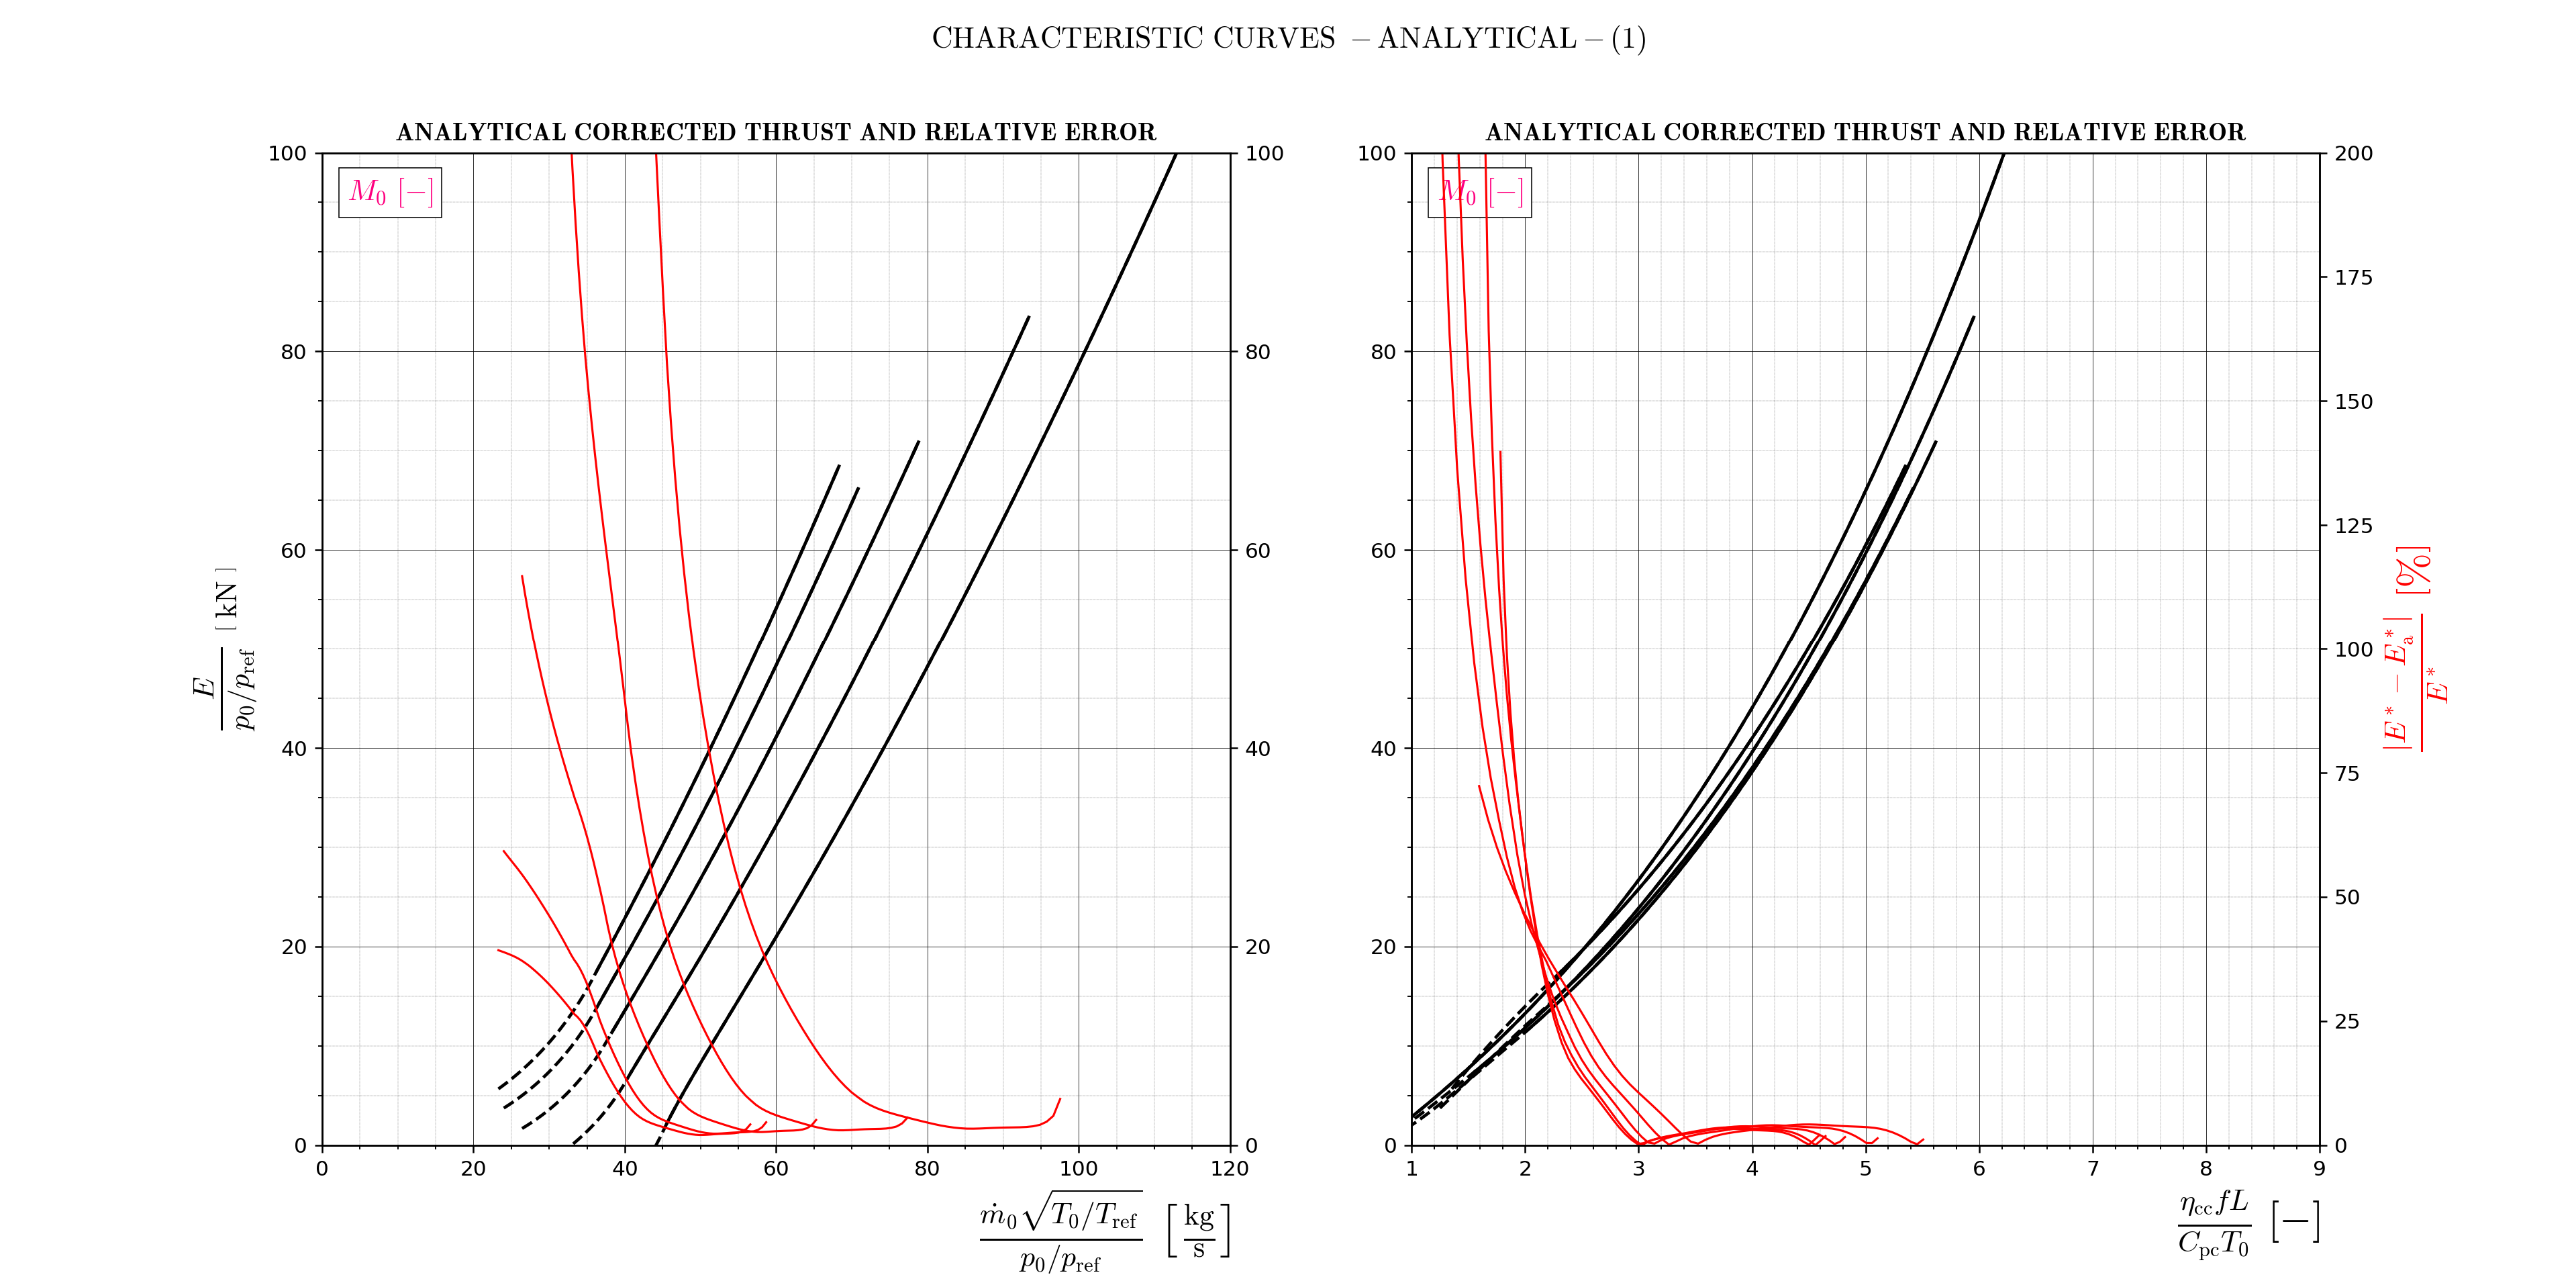 CHARACTERISTIC CURVES − ANALYTICAL − (1)
ANALYTICAL CORRECTED THRUST AND RELATIVE ERROR
M₀ [−]
100
80
60
40
20
0
0 20 40 60 80 100 120
100
80
60
40
20
0
E / p₀/p_ref [ kN ]
ṁ₀√T₀/T_ref / p₀/p_ref [kg/s]
ANALYTICAL CORRECTED THRUST AND RELATIVE ERROR
M₀ [−]
100
80
60
40
20
0
1 2 3 4 5 6 7 8 9
200
175
150
125
100
75
50
25
0
|E* − E*ₐ| / E* [%]
η_cc f L / C_pc T₀ [−]